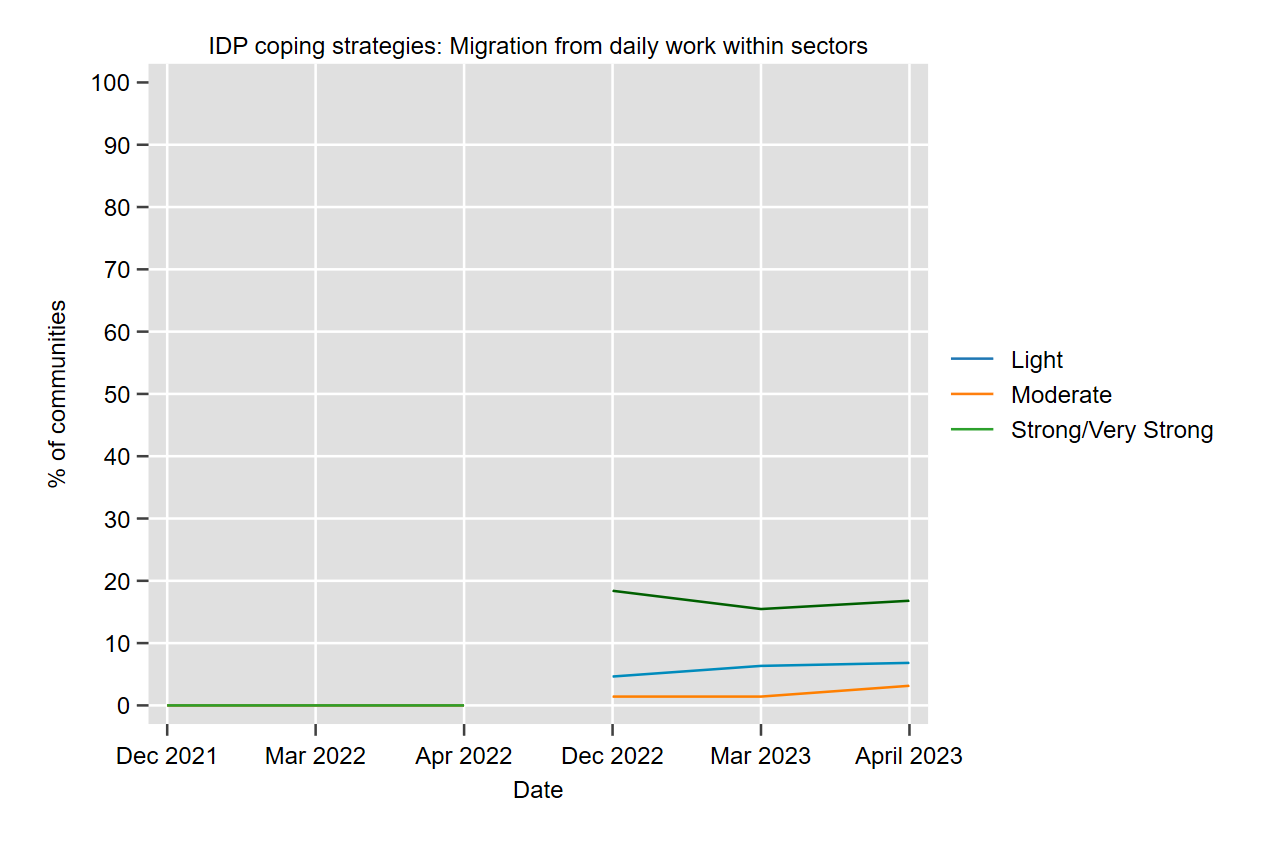 IDP coping strategies: Migration from daily work within sectors
100
90
80
70
60
50
40
30
20
10
0
% of communities
Dec 2021 Mar 2022 Apr 2022 Dec 2022 Mar 2023 April 2023
Date
Light
Moderate
Strong/Very Strong